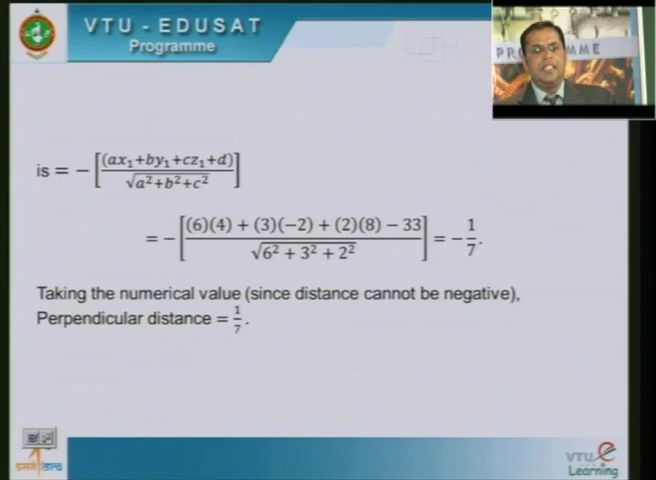 VTU - EDUSAT
Programme
PROGRAMME
is = − [(ax₁+by₁+cz₁+d) / √a²+b²+c²]
= − [(6)(4) + (3)(−2) + (2)(8) − 33 / √6² + 3² + 2²] = − 1/7.
Taking the numerical value (since distance cannot be negative),
Perpendicular distance = 1/7.
VTU e
Learning